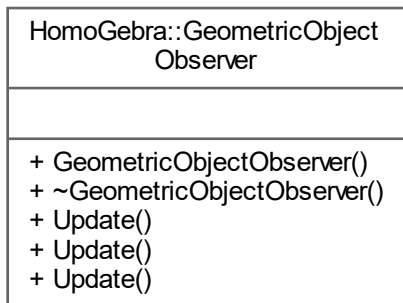 HomoGebra::GeometricObject
Observer
+ GeometricObjectObserver()
+ ~GeometricObjectObserver()
+ Update()
+ Update()
+ Update()